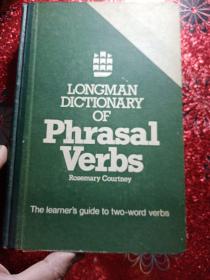 LONGMAN
DICTIONARY
OF
Phrasal
Verbs
Rosemary Courtney
The learner's guide to two-word verbs